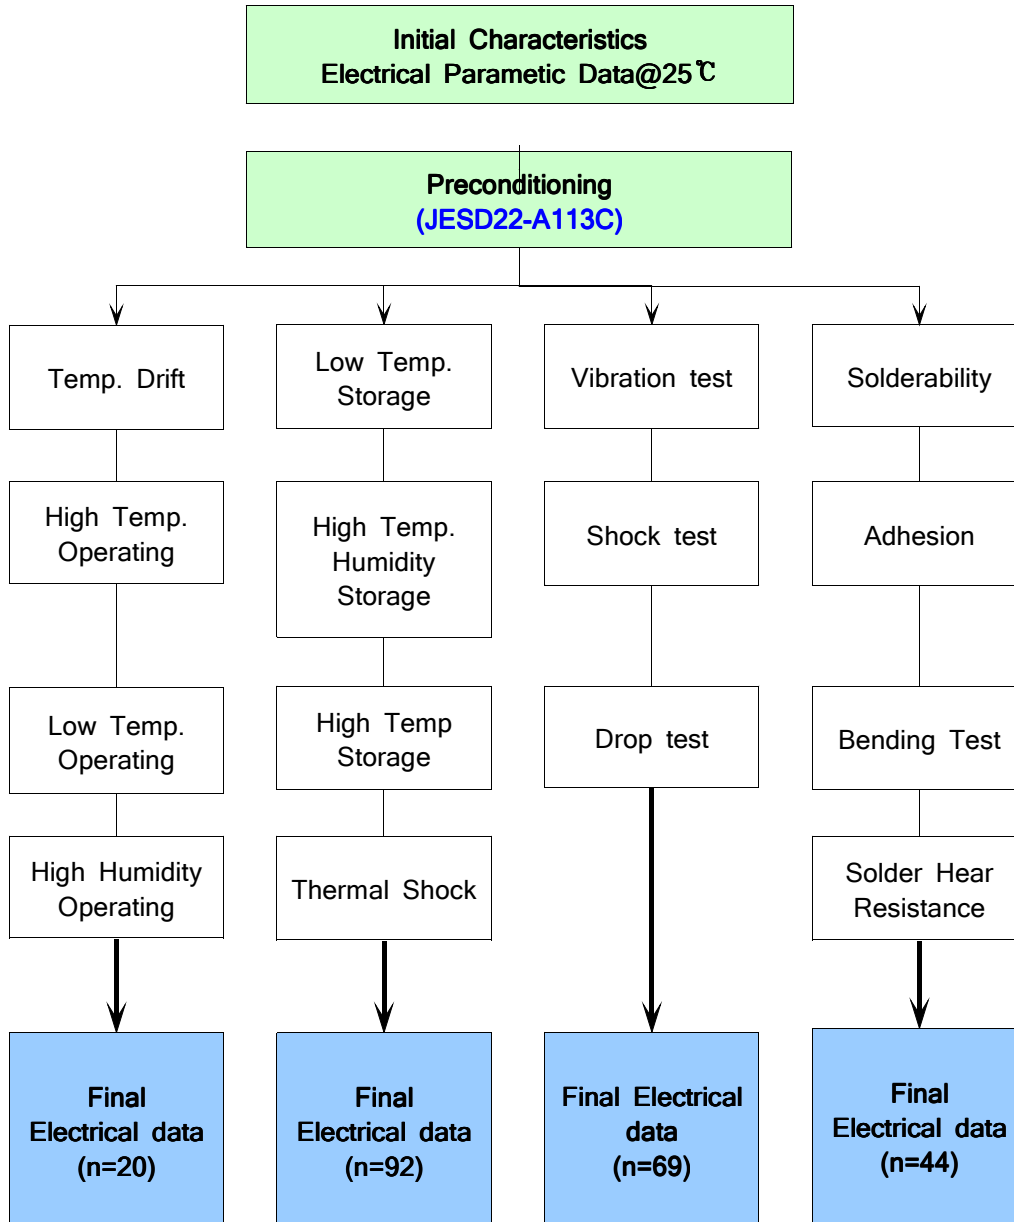 Initial Characteristics
Electrical Parametic Data@25℃
Preconditioning
(JESD22-A113C)
Temp. Drift
Low Temp.
Storage
Vibration test
Solderability
High Temp.
Operating
High Temp.
Humidity
Storage
Shock test
Adhesion
Low Temp.
Operating
High Temp
Storage
Drop test
Bending Test
High Humidity
Operating
Thermal Shock
Solder Hear
Resistance
Final
Electrical data
(n=20)
Final
Electrical data
(n=92)
Final Electrical
data
(n=69)
Final
Electrical data
(n=44)